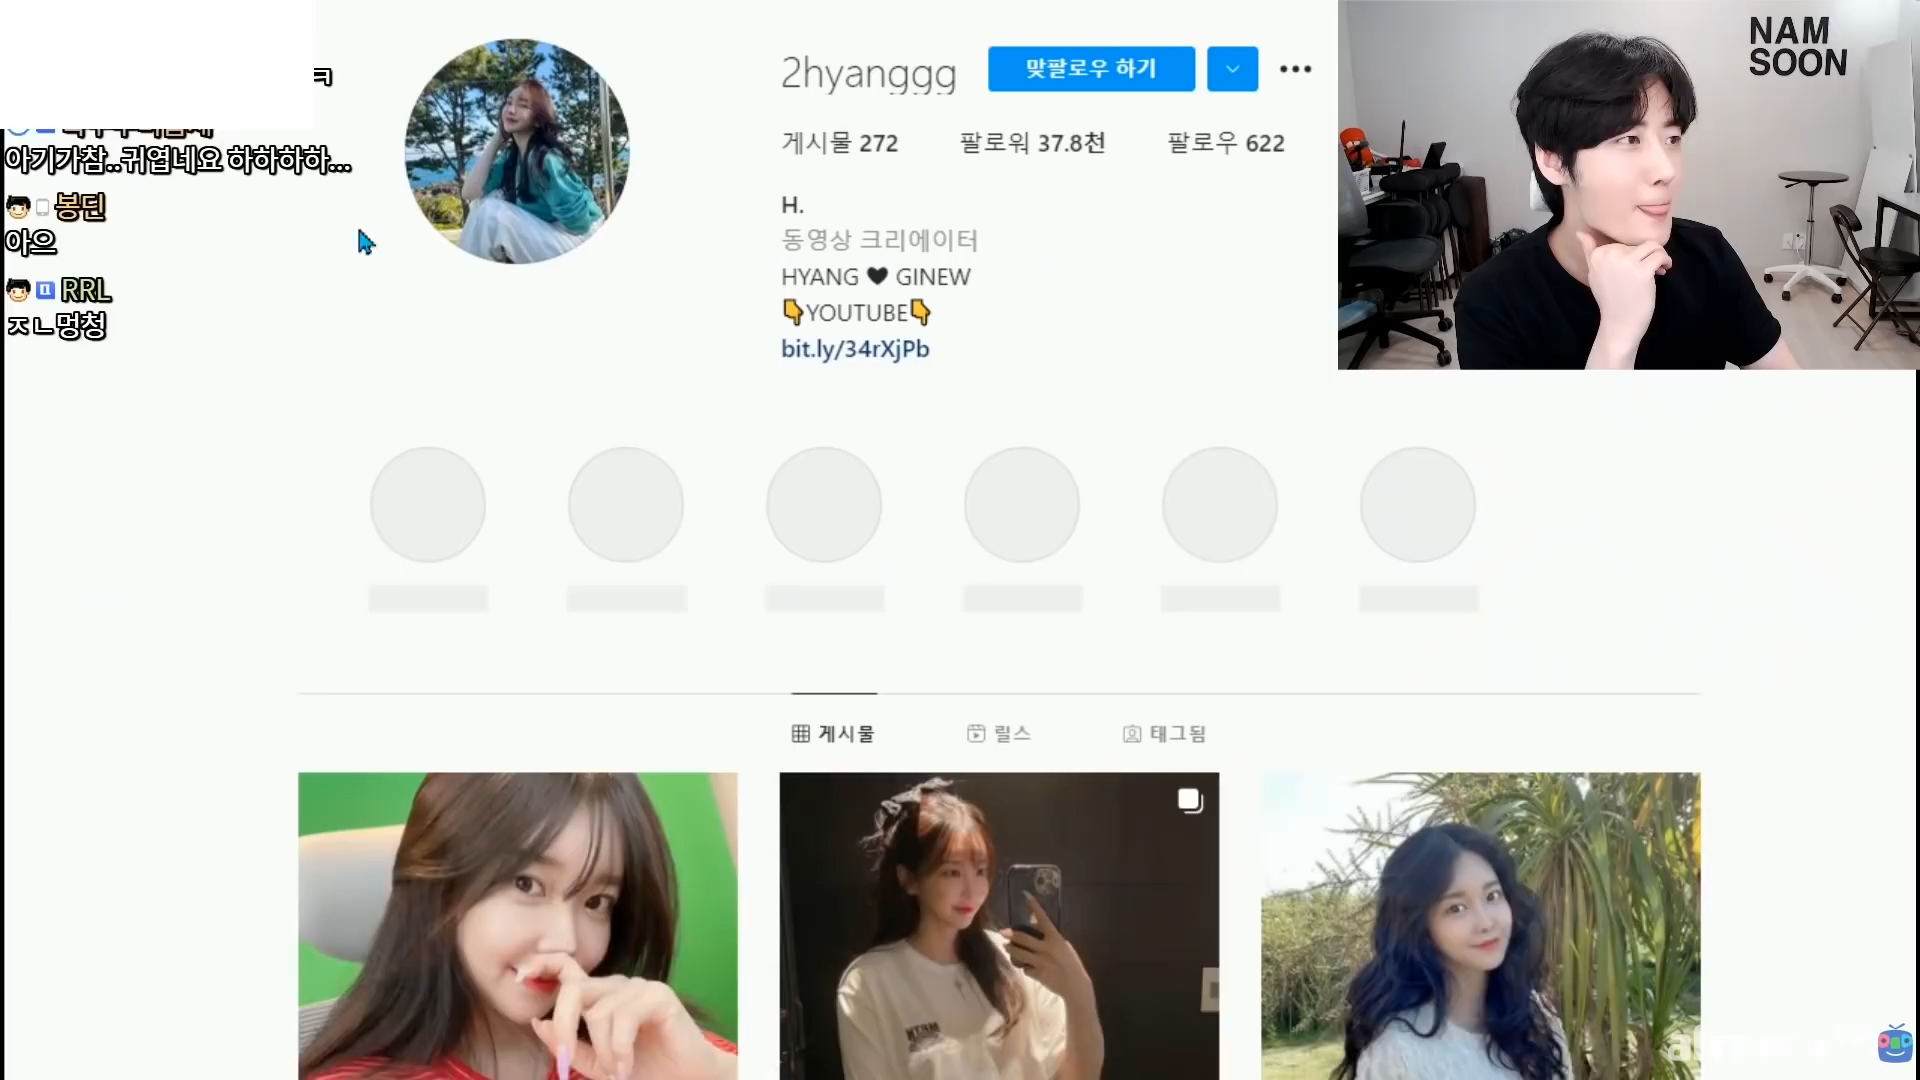 ㅋ
아기가참..귀엽네요 하하하하...
봉딘
아으
RRL
ㅈㄴ멍청
2hyanggg
맞팔로우 하기
게시물 272
팔로워 37.8천
팔로우 622
H.
동영상 크리에이터
HYANG 🖤 GINEW
👇YOUTUBE👇
bit.ly/34rXjPb
NAM
SOON
게시물
릴스
태그됨